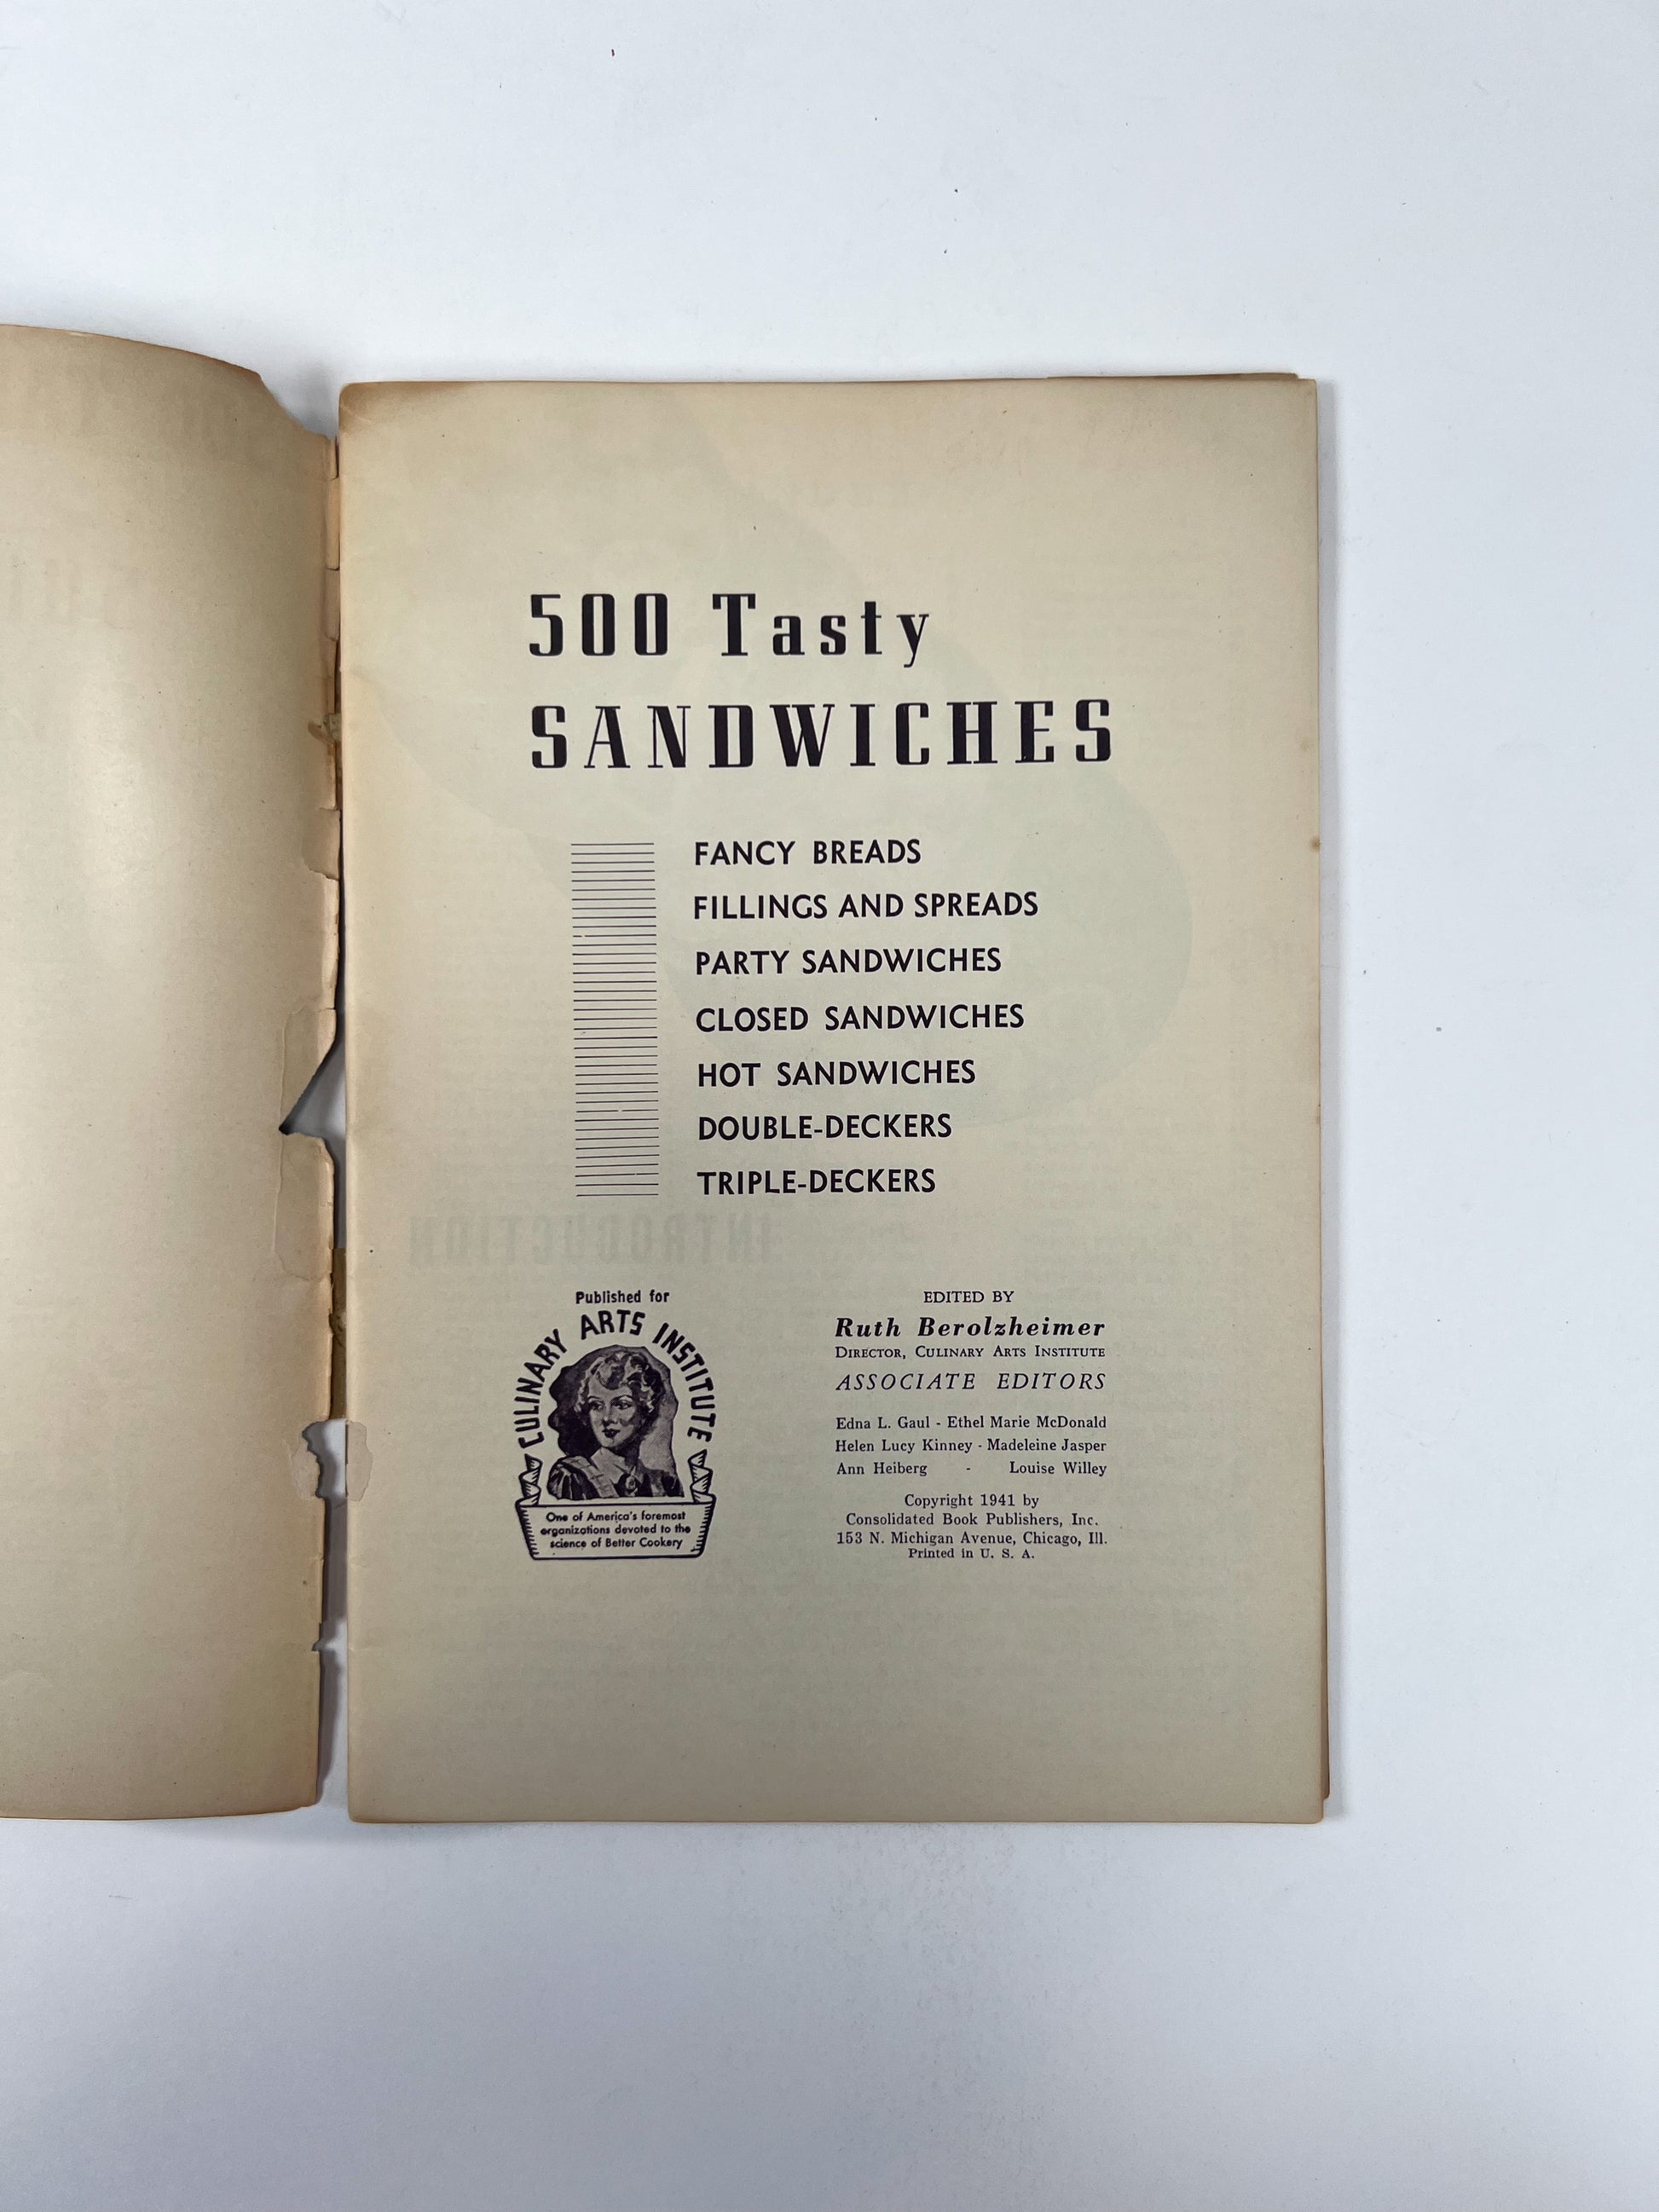 500 Tasty
SANDWICHES
FANCY BREADS
FILLINGS AND SPREADS
PARTY SANDWICHES
CLOSED SANDWICHES
HOT SANDWICHES
DOUBLE-DECKERS
TRIPLE-DECKERS
INTRODUCTION
Published for
CULINARY ARTS INSTITUTE
One of America's foremost
organizations devoted to the
science of Better Cookery
EDITED BY
Ruth Berolzheimer
DIRECTOR, CULINARY ARTS INSTITUTE
ASSOCIATE EDITORS
Edna L. Gaul - Ethel Marie McDonald
Helen Lucy Kinney - Madeleine Jasper
Ann Heiberg - Louise Willey
Copyright 1941 by
Consolidated Book Publishers, Inc.
153 N. Michigan Avenue, Chicago, Ill.
Printed in U. S. A.